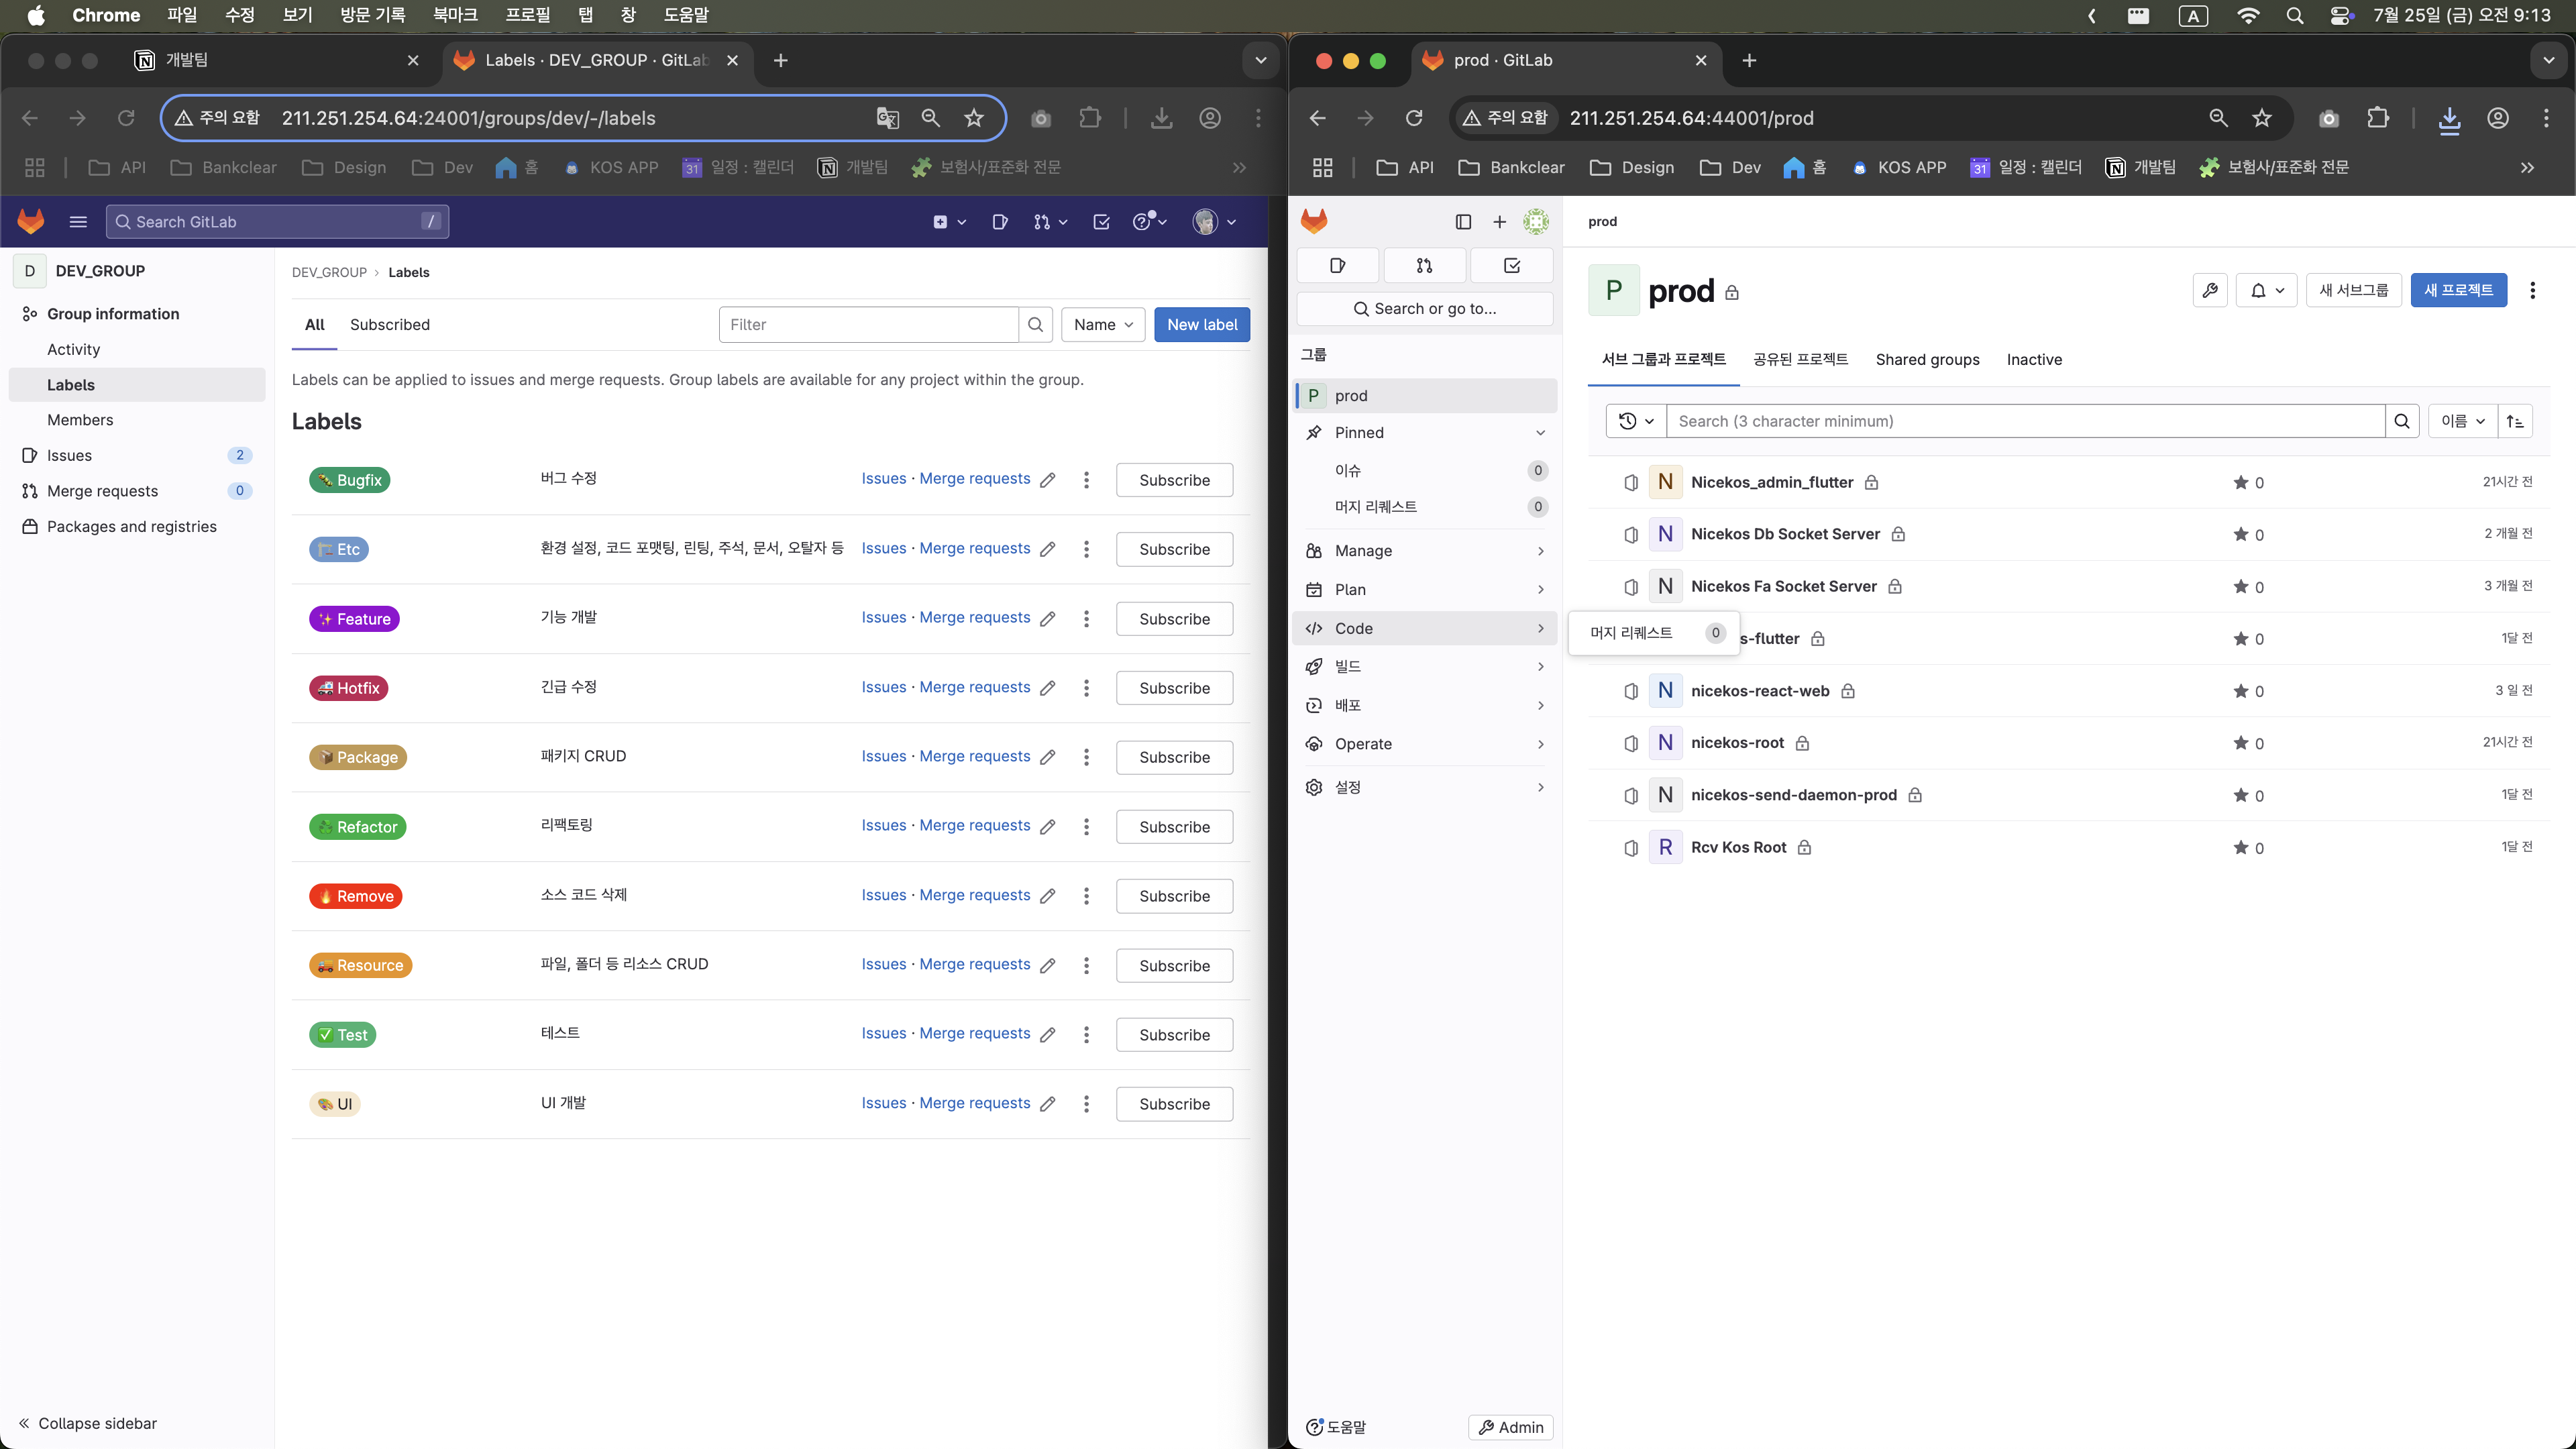 Chrome 파일 수정 보기 방문 기록 북마크 프로필 탭 창 도움말
A 7월 25일 (금) 오전 9:13
개발팀
Labels · DEV_GROUP · GitLab
주의 요함 211.251.254.64:24001/groups/dev/-/labels
API Bankclear Design Dev 홈 KOS APP 31 일정 : 캘린더 개발팀 보험사/표준화 전문
Search GitLab /
D DEV_GROUP
Group information
Activity
Labels
Members
Issues 2
Merge requests 0
Packages and registries
Collapse sidebar
DEV_GROUP › Labels
All Subscribed Filter Name New label
Labels can be applied to issues and merge requests. Group labels are available for any project within the group.
Labels
Bugfix 버그 수정 Issues · Merge requests Subscribe
Etc 환경 설정, 코드 포맷팅, 린팅, 주석, 문서, 오탈자 등 Issues · Merge requests Subscribe
Feature 기능 개발 Issues · Merge requests Subscribe
Hotfix 긴급 수정 Issues · Merge requests Subscribe
Package 패키지 CRUD Issues · Merge requests Subscribe
Refactor 리팩토링 Issues · Merge requests Subscribe
Remove 소스 코드 삭제 Issues · Merge requests Subscribe
Resource 파일, 폴더 등 리소스 CRUD Issues · Merge requests Subscribe
Test 테스트 Issues · Merge requests Subscribe
UI UI 개발 Issues · Merge requests Subscribe
prod · GitLab
주의 요함 211.251.254.64:44001/prod
API Bankclear Design Dev 홈 KOS APP 31 일정 : 캘린더 개발팀 보험사/표준화 전문
Search or go to...
그룹
P prod
Pinned
이슈 0
머지 리퀘스트 0
Manage
Plan
Code
빌드
배포
Operate
설정
도움말 Admin
머지 리퀘스트 0
prod
P prod 새 서브그룹 새 프로젝트
서브 그룹과 프로젝트 공유된 프로젝트 Shared groups Inactive
Search (3 character minimum) 이름
N Nicekos_admin_flutter 0 21시간 전
N Nicekos Db Socket Server 0 2 개월 전
N Nicekos Fa Socket Server 0 3 개월 전
s-flutter 0 1달 전
N nicekos-react-web 0 3 일 전
N nicekos-root 0 21시간 전
N nicekos-send-daemon-prod 0 1달 전
R Rcv Kos Root 0 1달 전